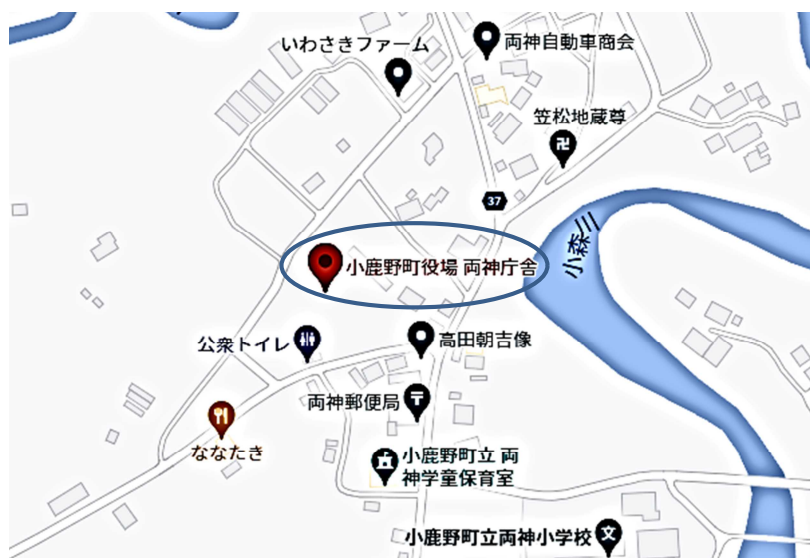 両神自動車商会
いわさきファーム
笠松地蔵尊
卍
37
小森川
小鹿野町役場 両神庁舎
公衆トイレ
高田朝吉像
両神郵便局
〒
ななたき
小鹿野町立 両
神学童保育室
小鹿野町立両神小学校
文